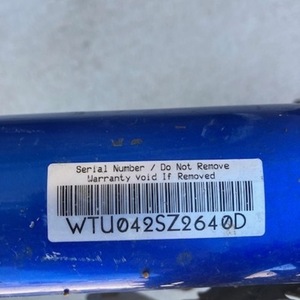 Serial Number / Do Not Remove
Warranty Void If Removed
WTU042SZ2640D